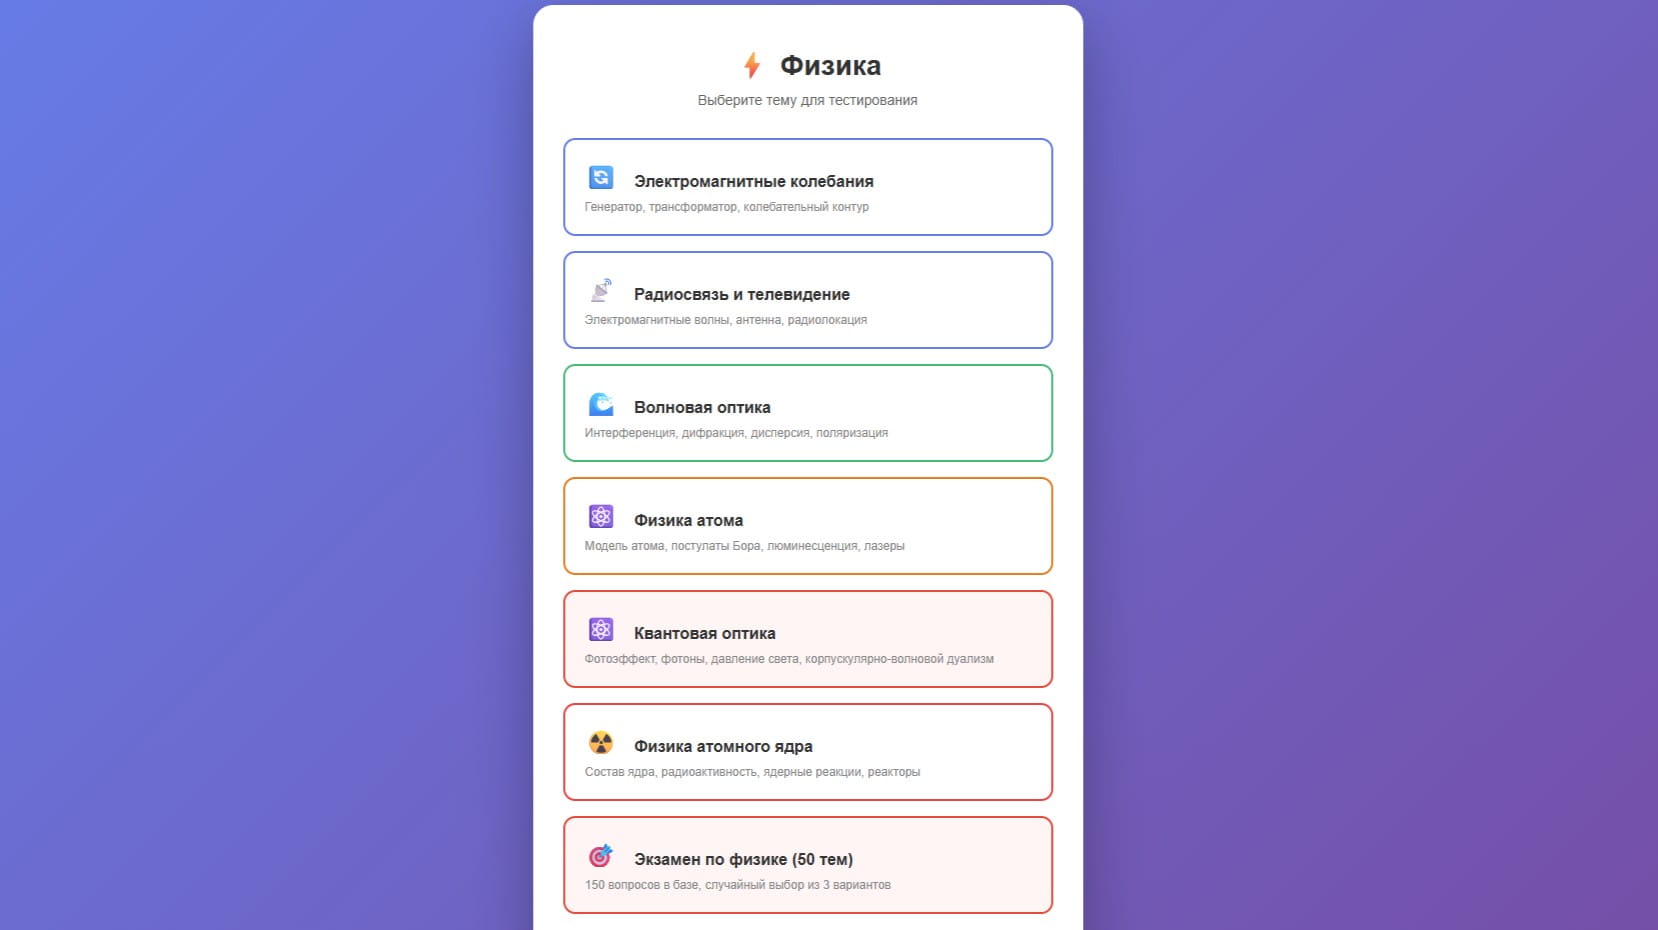 Физика
Выберите тему для тестирования
Электромагнитные колебания
Генератор, трансформатор, колебательный контур
Радиосвязь и телевидение
Электромагнитные волны, антенна, радиолокация
Волновая оптика
Интерференция, дифракция, дисперсия, поляризация
Физика атома
Модель атома, постулаты Бора, люминесценция, лазеры
Квантовая оптика
Фотоэффект, фотоны, давление света, корпускулярно-волновой дуализм
Физика атомного ядра
Состав ядра, радиоактивность, ядерные реакции, реакторы
Экзамен по физике (50 тем)
150 вопросов в базе, случайный выбор из 3 вариантов